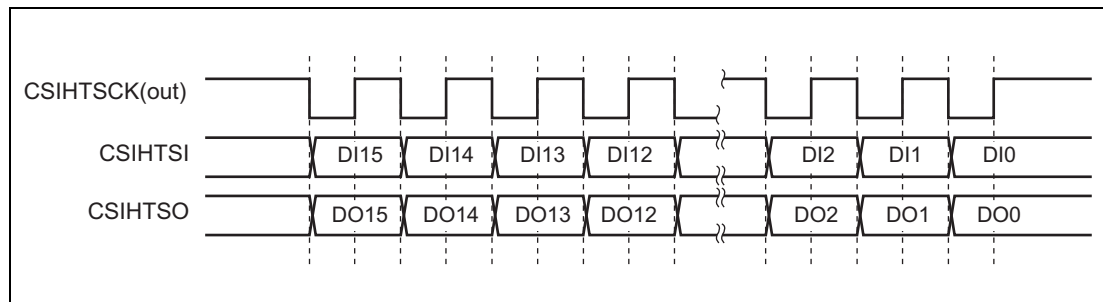 CSIHTSCK(out)
CSIHTSI DI15 DI14 DI13 DI12 DI2 DI1 DI0
CSIHTSO DO15 DO14 DO13 DO12 DO2 DO1 DO0